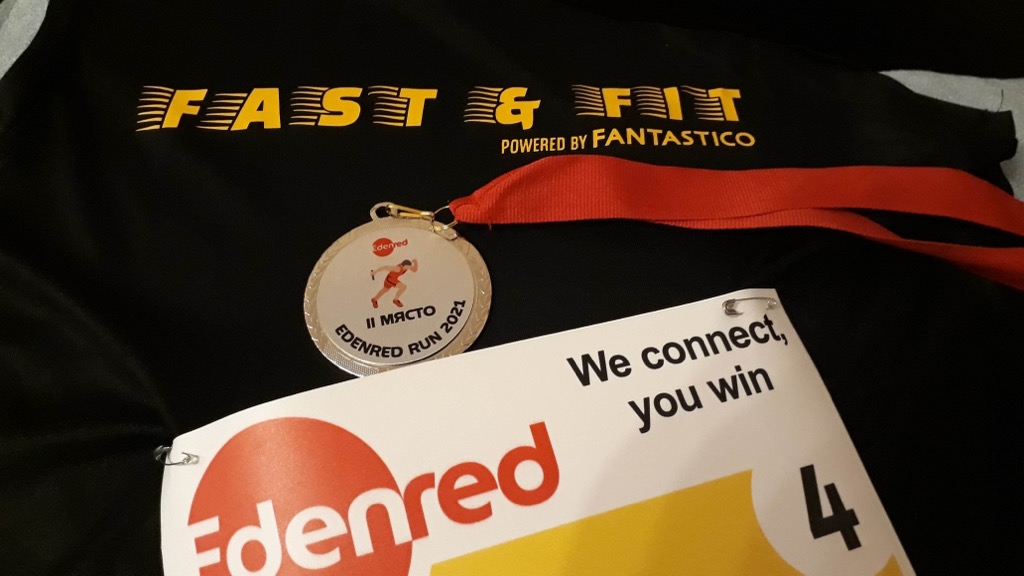 FAST & FIT
POWERED BY FANTASTICO
Edenred
II МЯСТО
EDENRED RUN 2021
We connect,
you win
Edenred
4